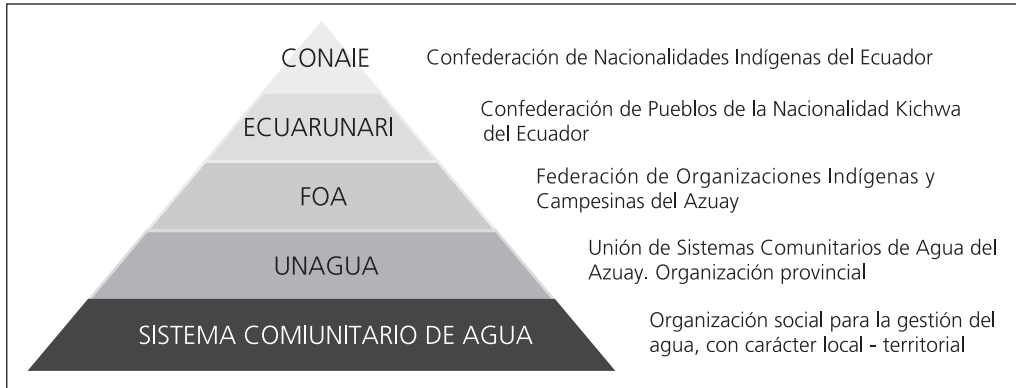 CONAIE
Confederación de Nacionalidades Indígenas del Ecuador
ECUARUNARI
Confederación de Pueblos de la Nacionalidad Kichwa
del Ecuador
FOA
Federación de Organizaciones Indígenas y
Campesinas del Azuay
UNAGUA
Unión de Sistemas Comunitarios de Agua del
Azuay. Organización provincial
SISTEMA COMIUNITARIO DE AGUA
Organización social para la gestión del
agua, con carácter local - territorial